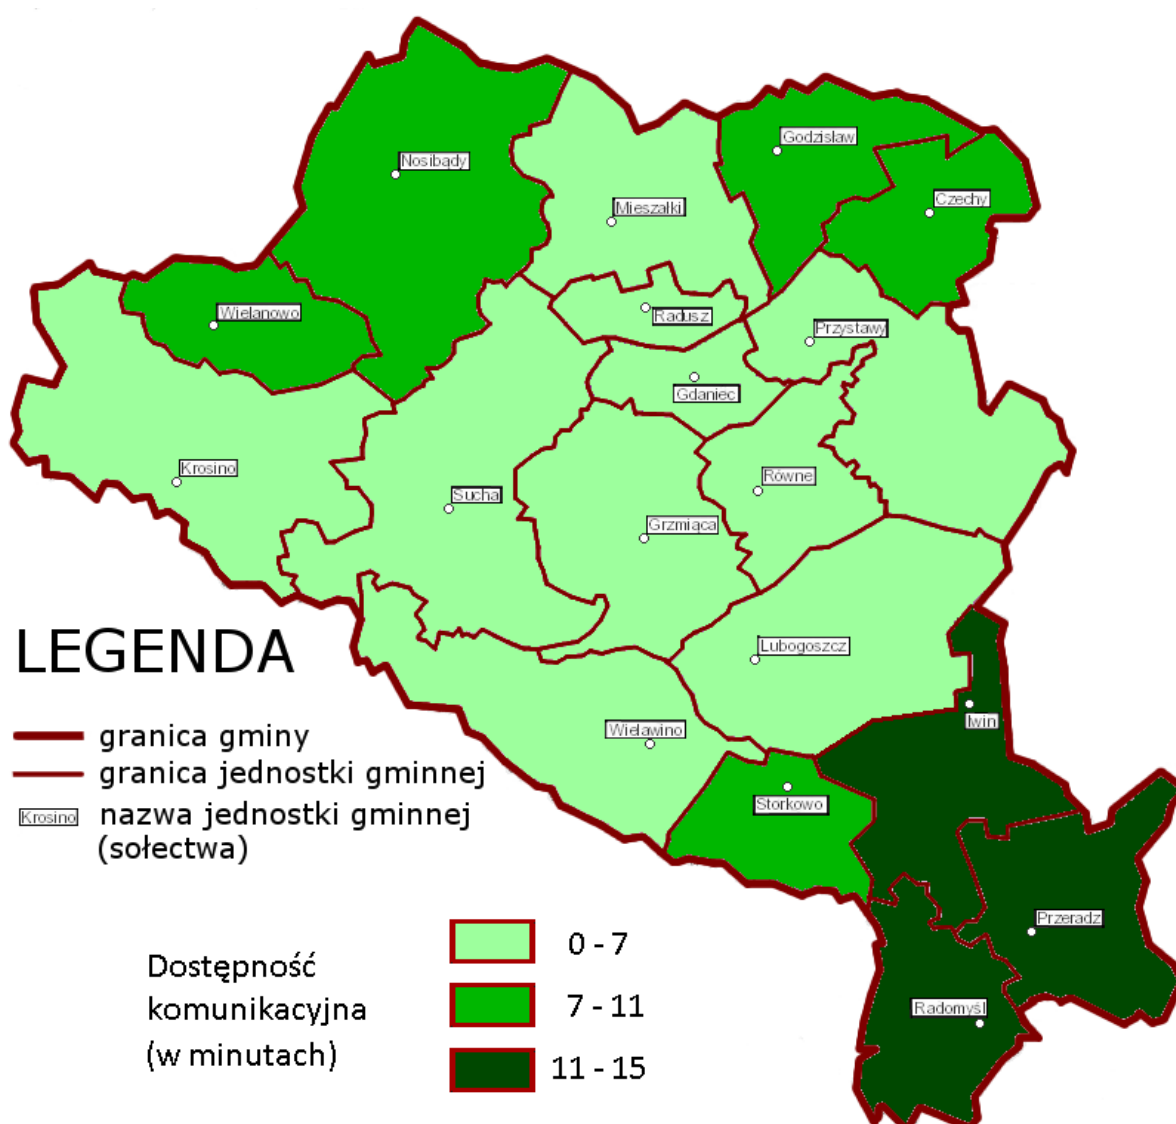 Godzisław
Nosibądy
Czechy
Mieszałki
Wielanowo
Radusz
Przystawy
Gdaniec
Krosino
Sucha
Równe
Grzmiąca
Lubogoszcz
Iwin
Wielawino
Storkowo
Przeradz
Radomyśl
LEGENDA
granica gminy
granica jednostki gminnej
Krosino
nazwa jednostki gminnej
(sołectwa)
Dostępność
komunikacyjna
(w minutach)
0 - 7
7 - 11
11 - 15